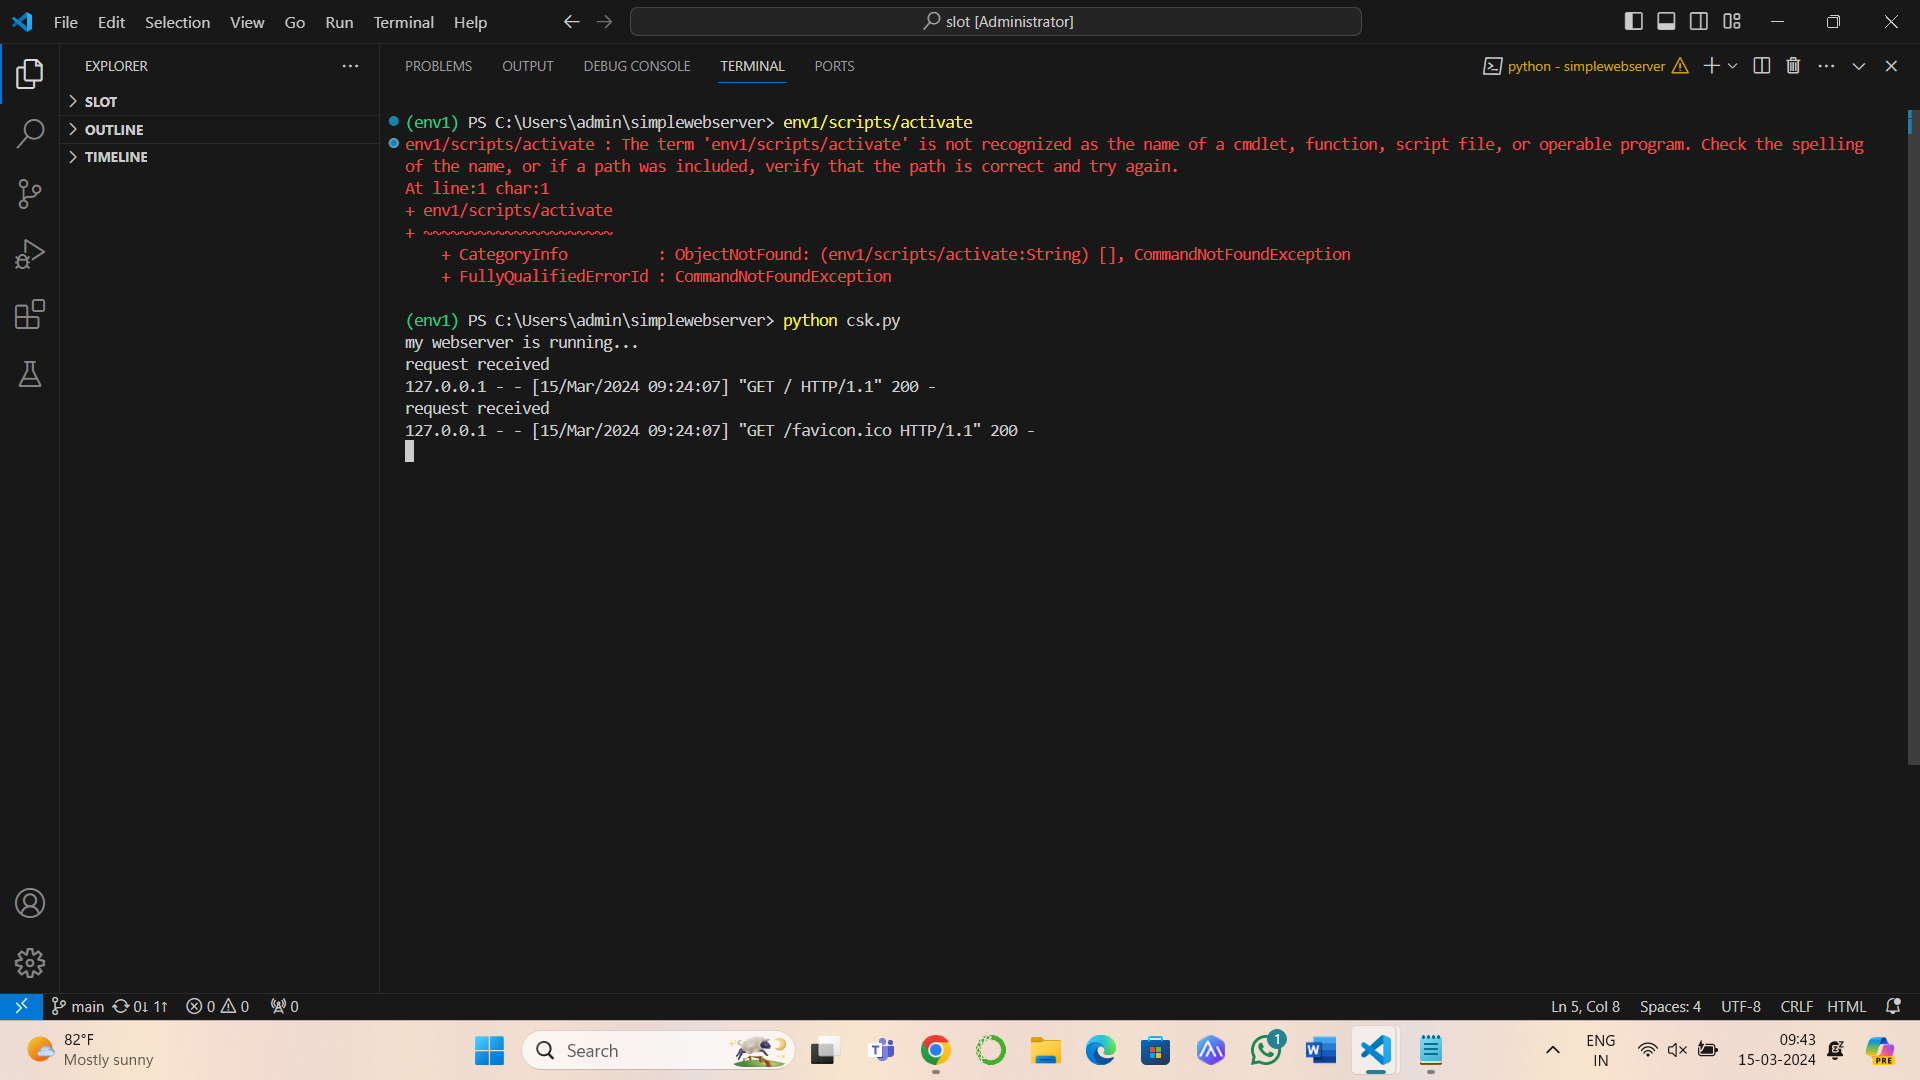 File Edit Selection View Go Run Terminal Help
slot [Administrator]
EXPLORER
SLOT
OUTLINE
TIMELINE
PROBLEMS OUTPUT DEBUG CONSOLE TERMINAL PORTS
python - simplewebserver
(env1) PS C:\Users\admin\simplewebserver> env1/scripts/activate
env1/scripts/activate : The term 'env1/scripts/activate' is not recognized as the name of a cmdlet, function, script file, or operable program. Check the spelling
of the name, or if a path was included, verify that the path is correct and try again.
At line:1 char:1
+ env1/scripts/activate
+ ~~~~~~~~~~~~~~~~~~~~~
+ CategoryInfo          : ObjectNotFound: (env1/scripts/activate:String) [], CommandNotFoundException
+ FullyQualifiedErrorId : CommandNotFoundException
(env1) PS C:\Users\admin\simplewebserver> python csk.py
my webserver is running...
request received
127.0.0.1 - - [15/Mar/2024 09:24:07] "GET / HTTP/1.1" 200 -
request received
127.0.0.1 - - [15/Mar/2024 09:24:07] "GET /favicon.ico HTTP/1.1" 200 -
main 0↓ 1↑ 0 0 0
Ln 5, Col 8 Spaces: 4 UTF-8 CRLF HTML
82°F
Mostly sunny
Search
1
W
ENG
IN
09:43
15-03-2024
PRE